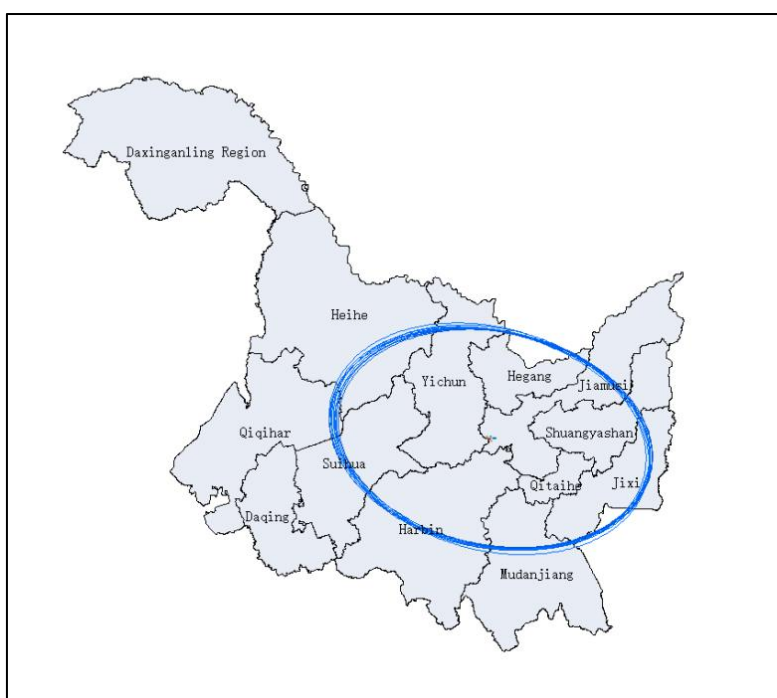 Daxinganling Region
Heihe
Yichun
Hegang
Jiamusi
Qiqihar
Shuangyashan
Suihua
Qitaihe
Jixi
Daqing
Harbin
Mudanjiang